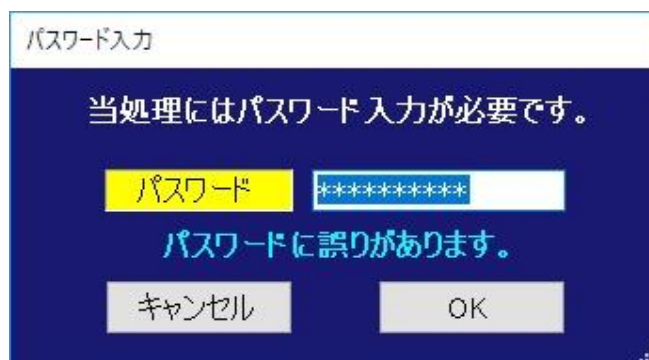 パスワード入力
当処理にはパスワード入力が必要です。
パスワード **********
パスワードに誤りがあります。
キャンセル OK